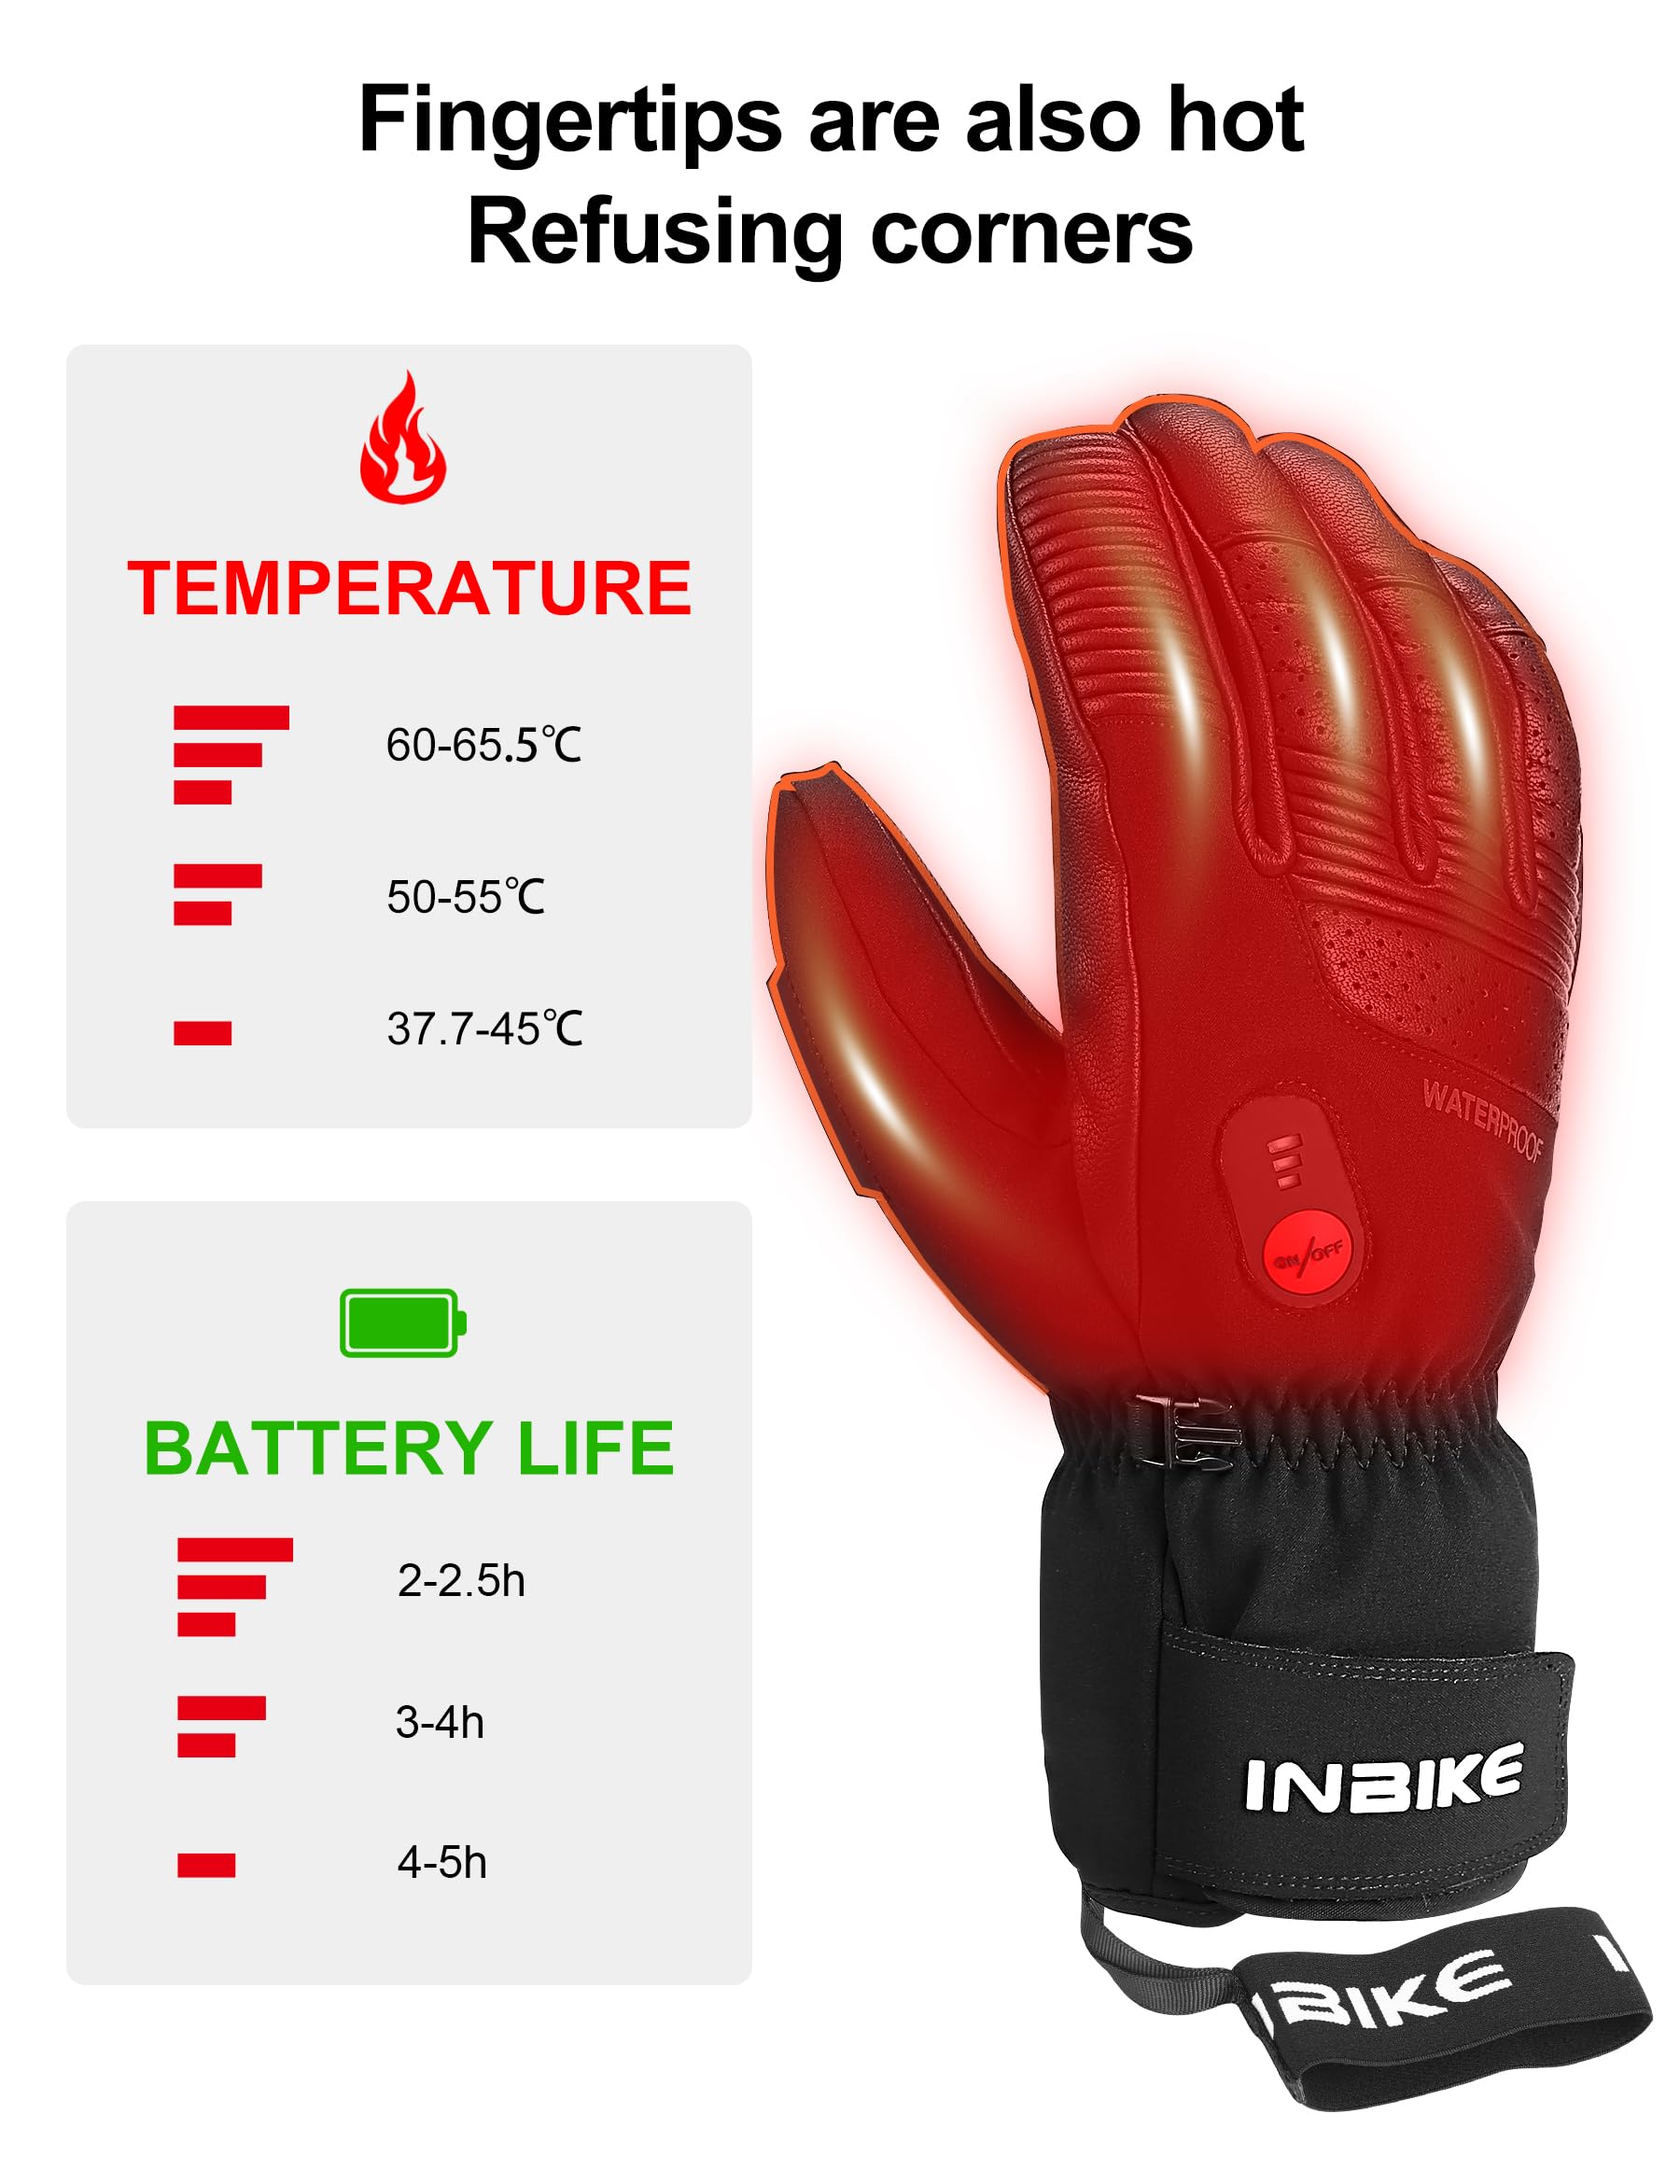 Fingertips are also hot
Refusing corners
TEMPERATURE
60-65.5℃
50-55℃
37.7-45℃
WATERPROOF
ON/OFF
BATTERY LIFE
2-2.5h
3-4h
4-5h
INBIKE
BIKE